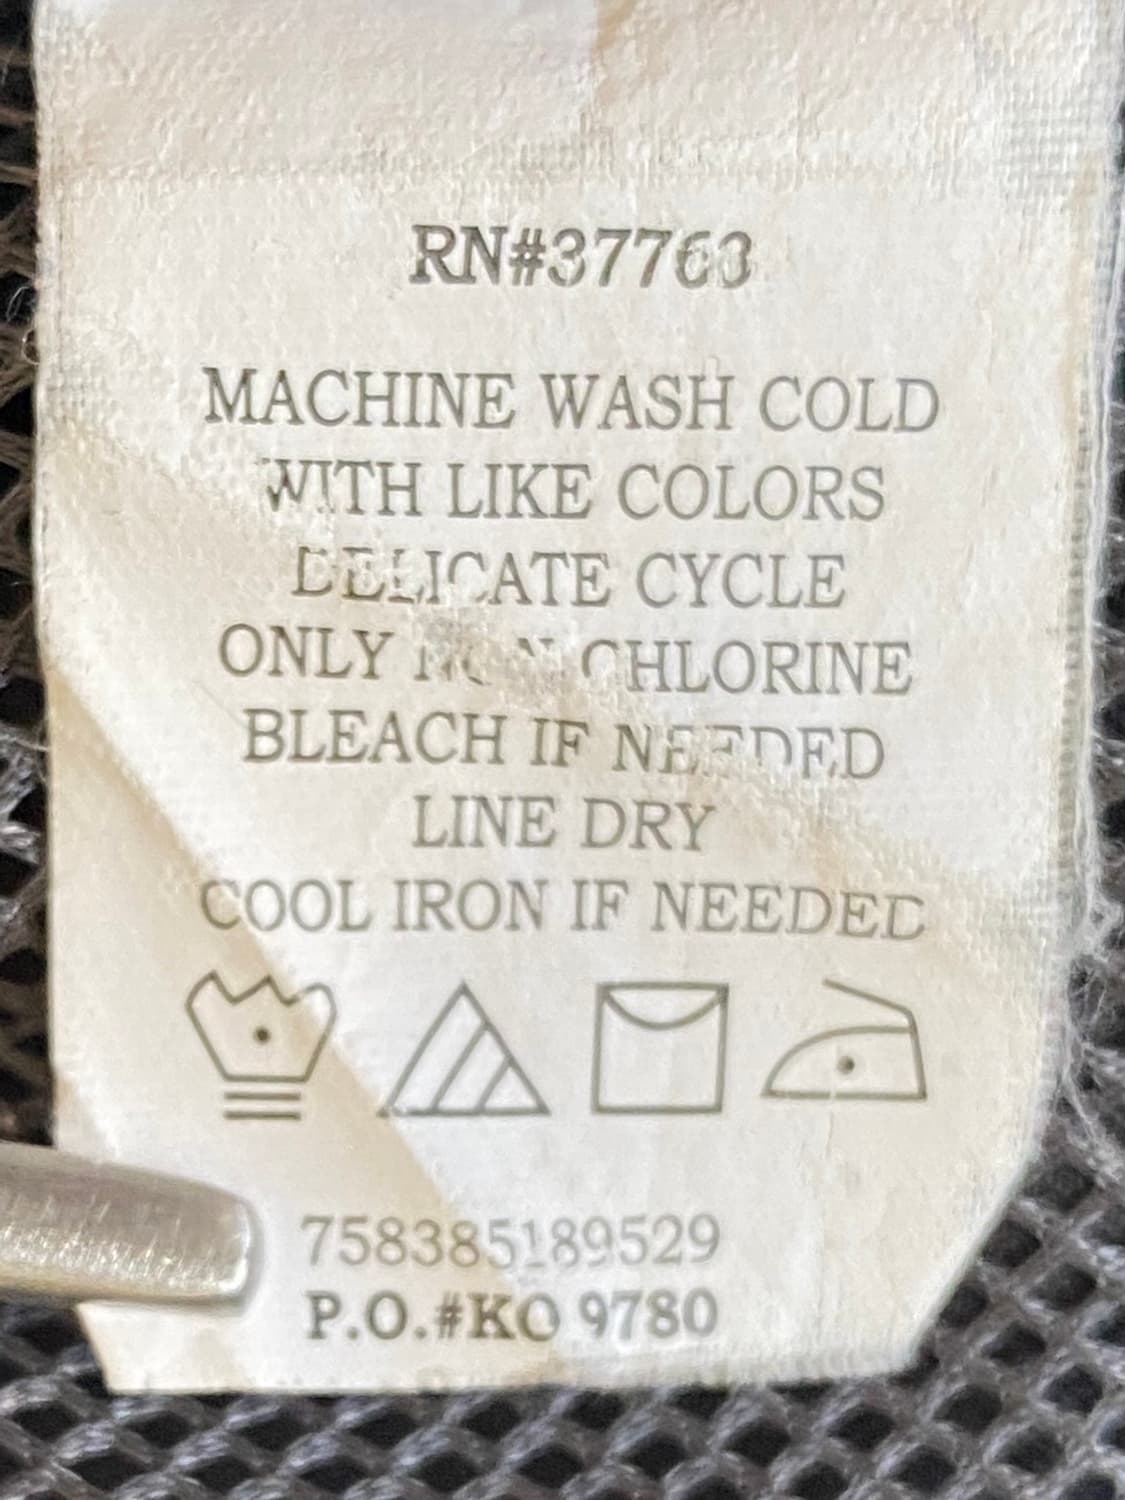 RN#37763
MACHINE WASH COLD
WITH LIKE COLORS
DELICATE CYCLE
ONLY NON CHLORINE
BLEACH IF NEEDED
LINE DRY
COOL IRON IF NEEDED
758385189529
P.O.#KO 9780